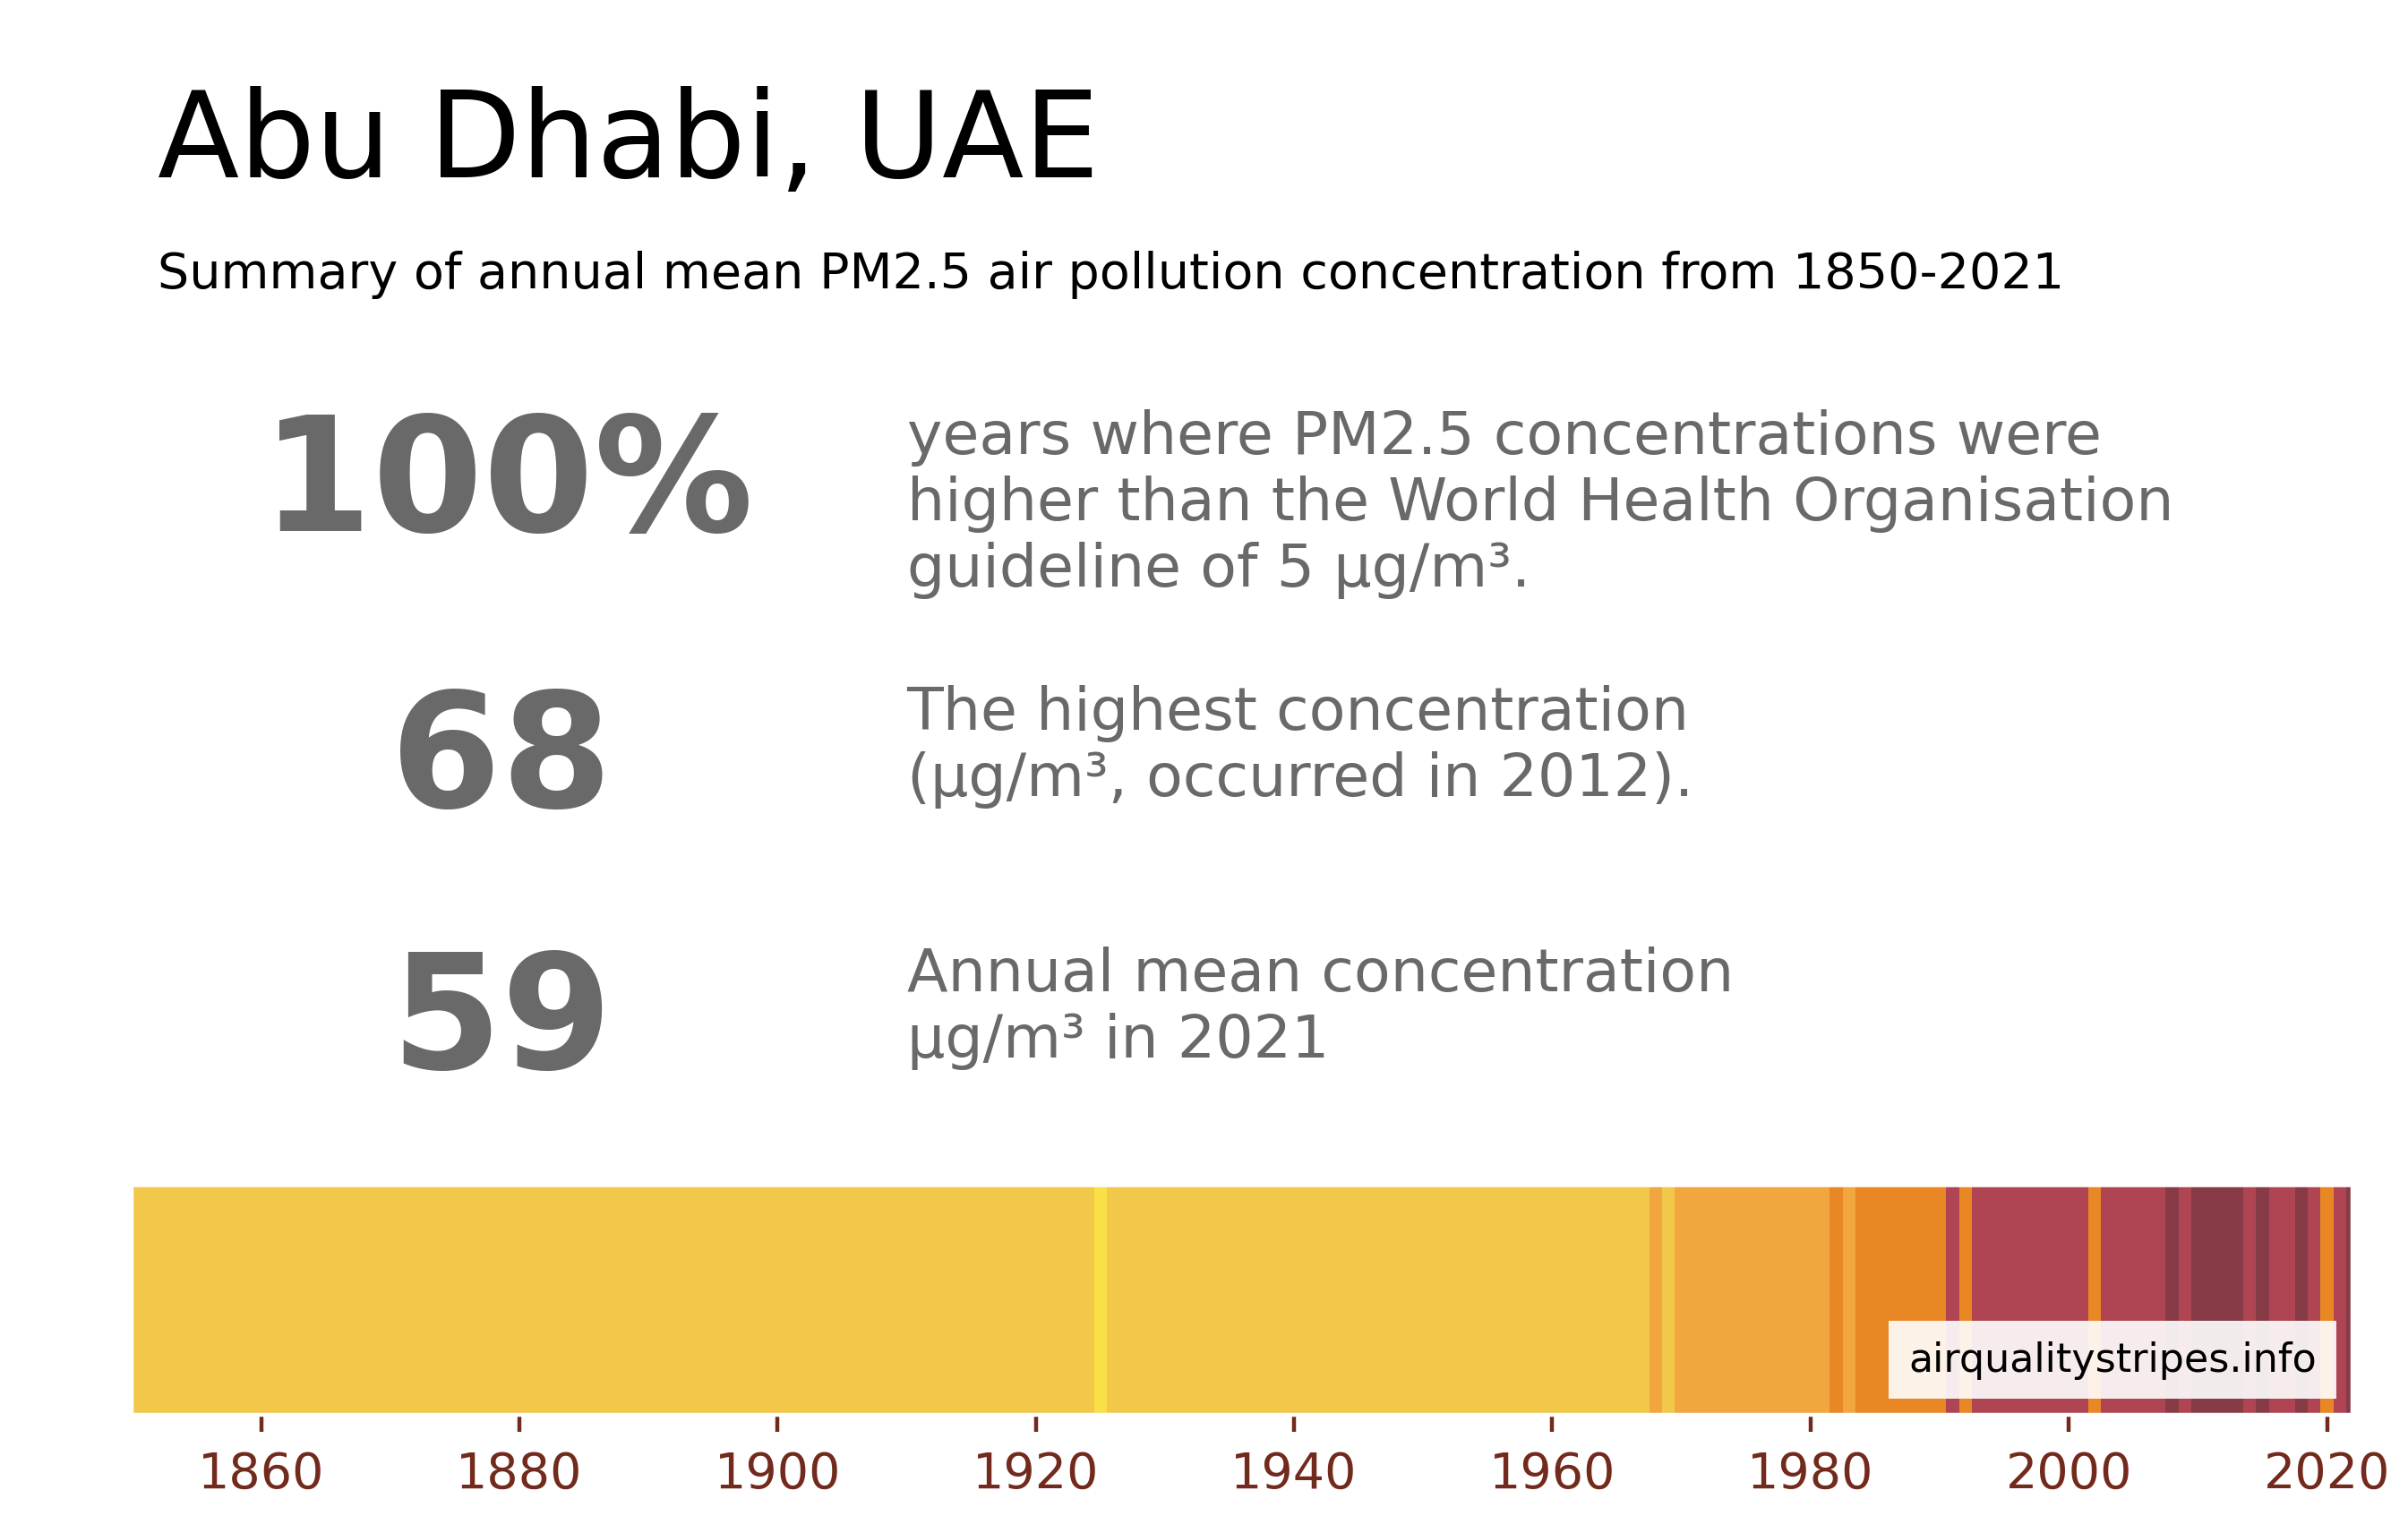 Abu Dhabi, UAE
Summary of annual mean PM2.5 air pollution concentration from 1850-2021
100%
years where PM2.5 concentrations were
higher than the World Health Organisation
guideline of 5 µg/m³.
68
The highest concentration
(µg/m³, occurred in 2012).
59
Annual mean concentration
µg/m³ in 2021
airqualitystripes.info
1860 1880 1900 1920 1940 1960 1980 2000 2020